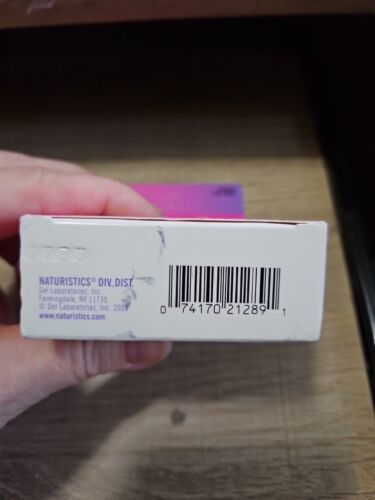 NATURISTICS® DIV.,DIST.
Del Laboratories, Inc.
Farmingdale, NY 11735
© Del Laboratories, Inc.
www.naturistics.com
0 74170 21289 1